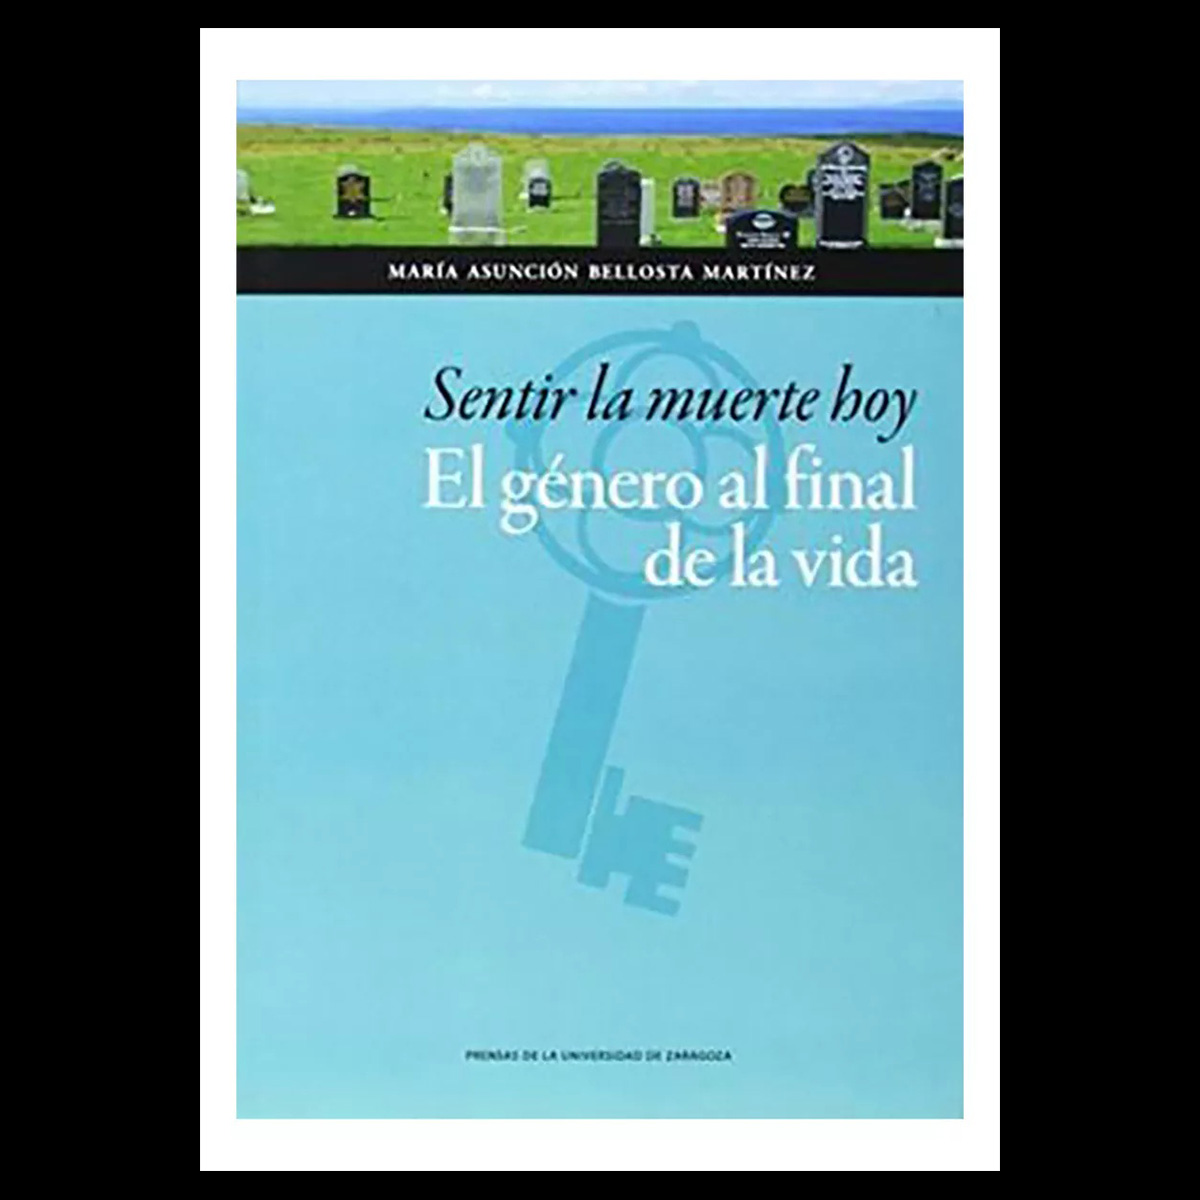 MARÍA ASUNCIÓN BELLOSTA MARTÍNEZ
Sentir la muerte hoy
El género al final
de la vida
PRENSAS DE LA UNIVERSIDAD DE ZARAGOZA